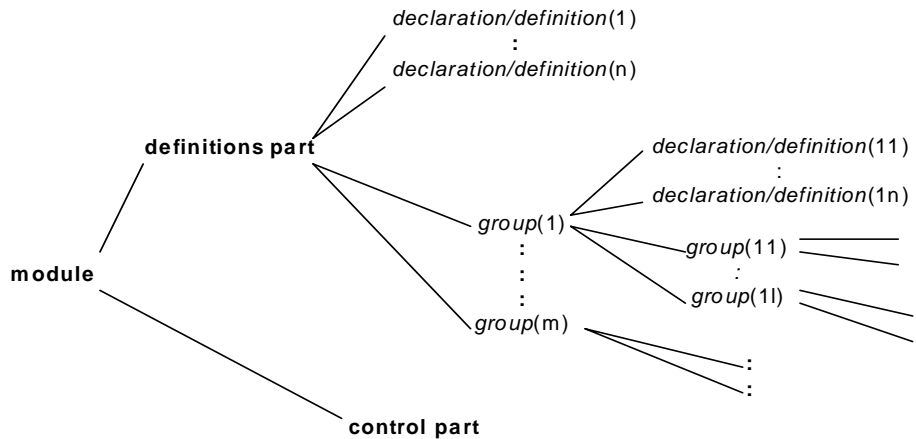 declaration/definition(1)
:
declaration/definition(n)
definitions part
declaration/definition(11)
:
declaration/definition(1n)
group(1)
group(11)
:
:
:
:
group(1l)
module
group(m)
:
:
control part